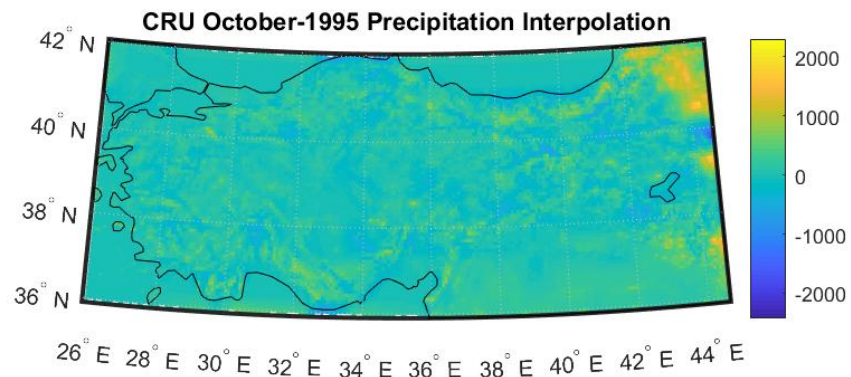 CRU October-1995 Precipitation Interpolation
42° N
40° N
38° N
36° N
26° E 28° E 30° E 32° E 34° E 36° E 38° E 40° E 42° E 44° E
2000
1000
0
-1000
-2000